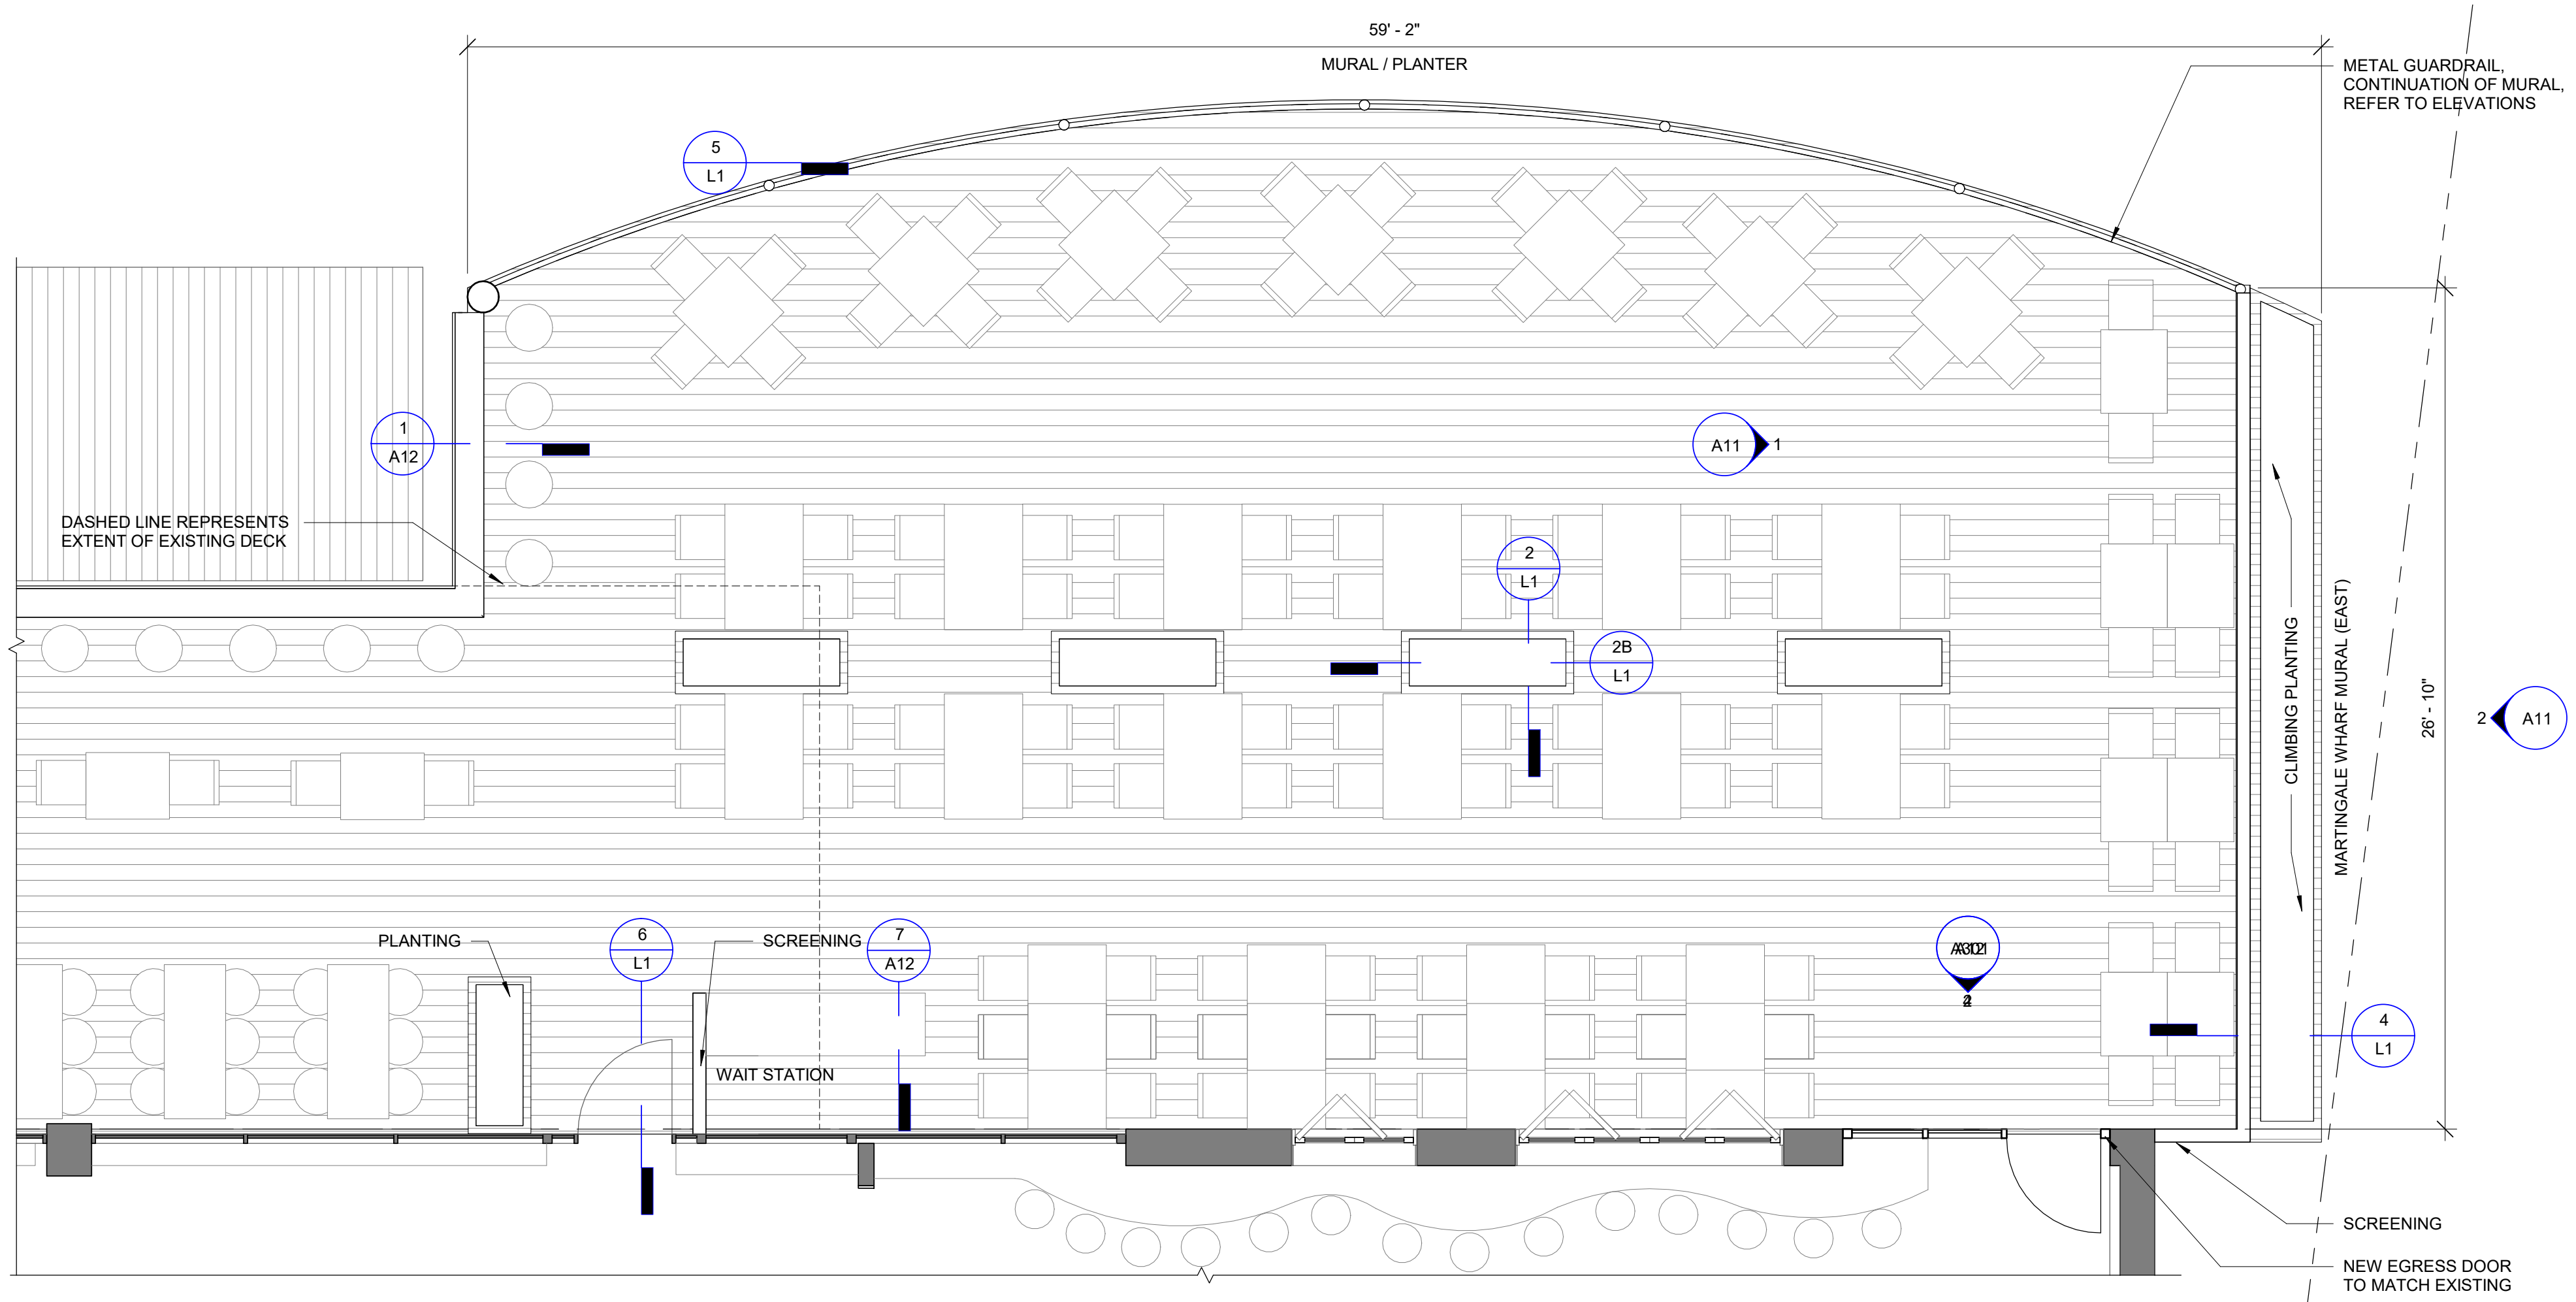 59' - 2"
MURAL / PLANTER
METAL GUARDRAIL,
CONTINUATION OF MURAL,
REFER TO ELEVATIONS
5
L1
1
A12
A11
1
DASHED LINE REPRESENTS
EXTENT OF EXISTING DECK
2
L1
2B
L1
CLIMBING PLANTING
MARTINGALE WHARF MURAL (EAST)
26' - 10"
2
A11
PLANTING
6
L1
SCREENING
7
A12
WAIT STATION
4
L1
SCREENING
NEW EGRESS DOOR
TO MATCH EXISTING